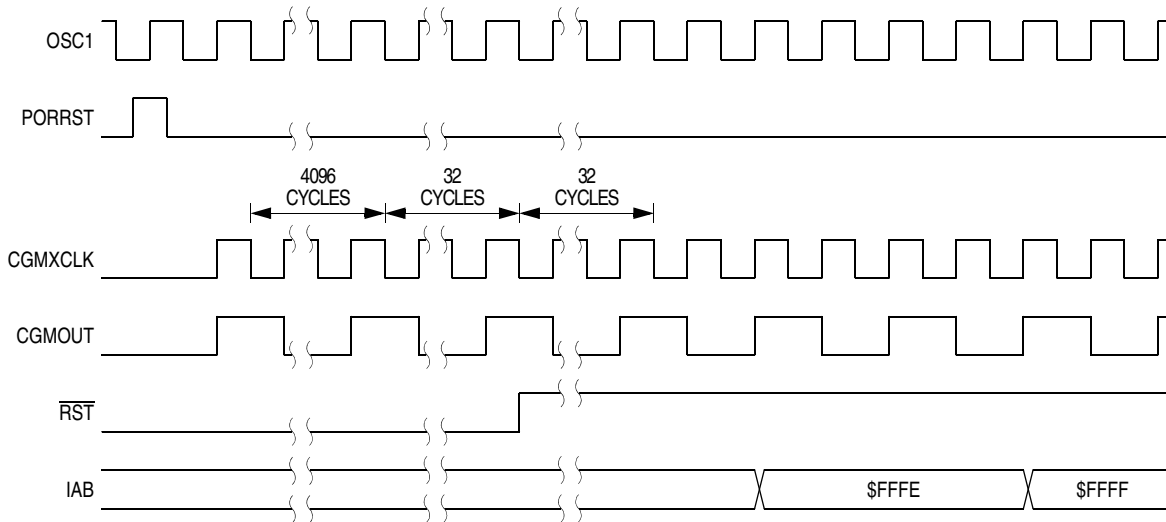 OSC1
PORRST
4096
CYCLES
32
CYCLES
32
CYCLES
CGMXCLK
CGMOUT
RST
IAB
$FFFE
$FFFF